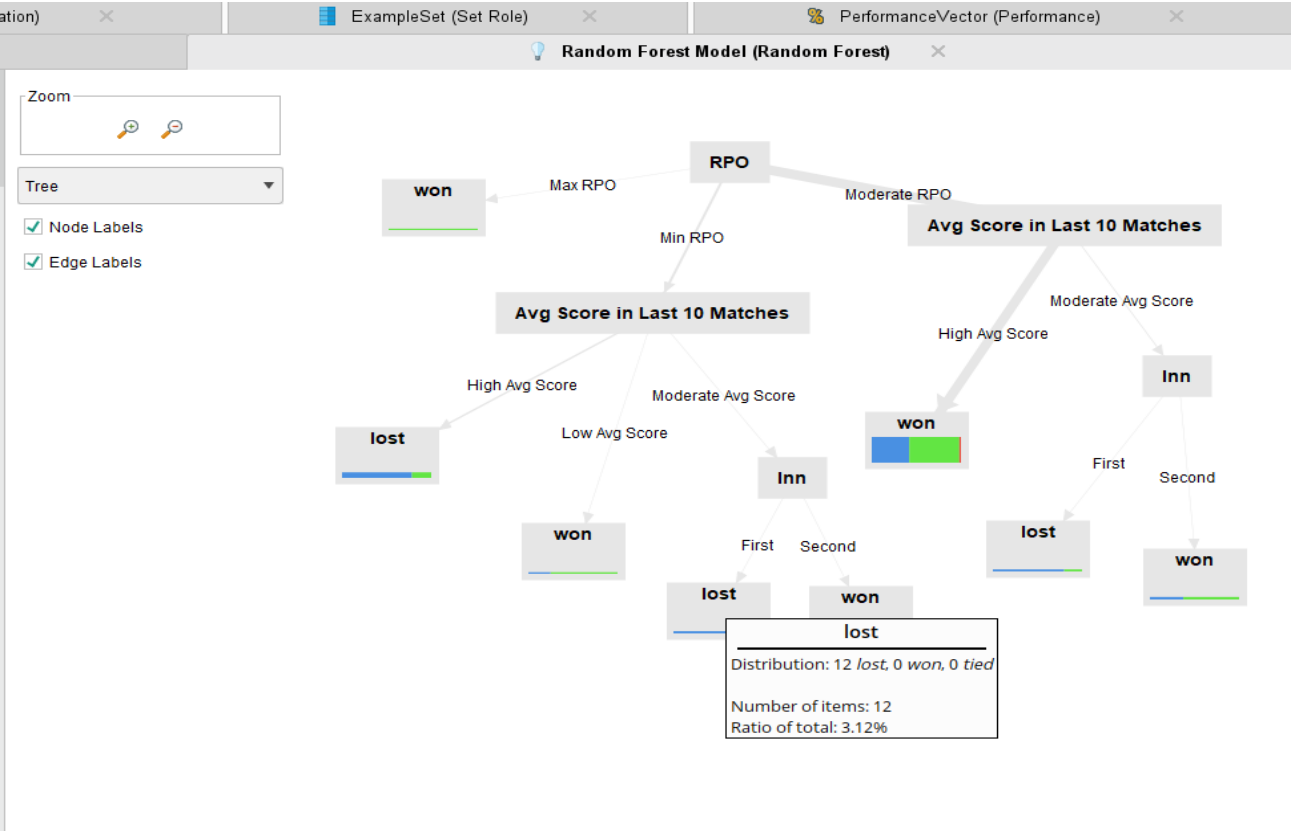 ation)
ExampleSet (Set Role)
PerformanceVector (Performance)
Random Forest Model (Random Forest)
Zoom
Tree
Node Labels
Edge Labels
RPO
won
Max RPO
Moderate RPO
Avg Score in Last 10 Matches
Min RPO
Avg Score in Last 10 Matches
Moderate Avg Score
High Avg Score
Inn
High Avg Score
Moderate Avg Score
won
lost
Low Avg Score
First
Second
Inn
won
First
Second
lost
won
lost
won
lost
Distribution: 12 lost, 0 won, 0 tied
Number of items: 12
Ratio of total: 3.12%